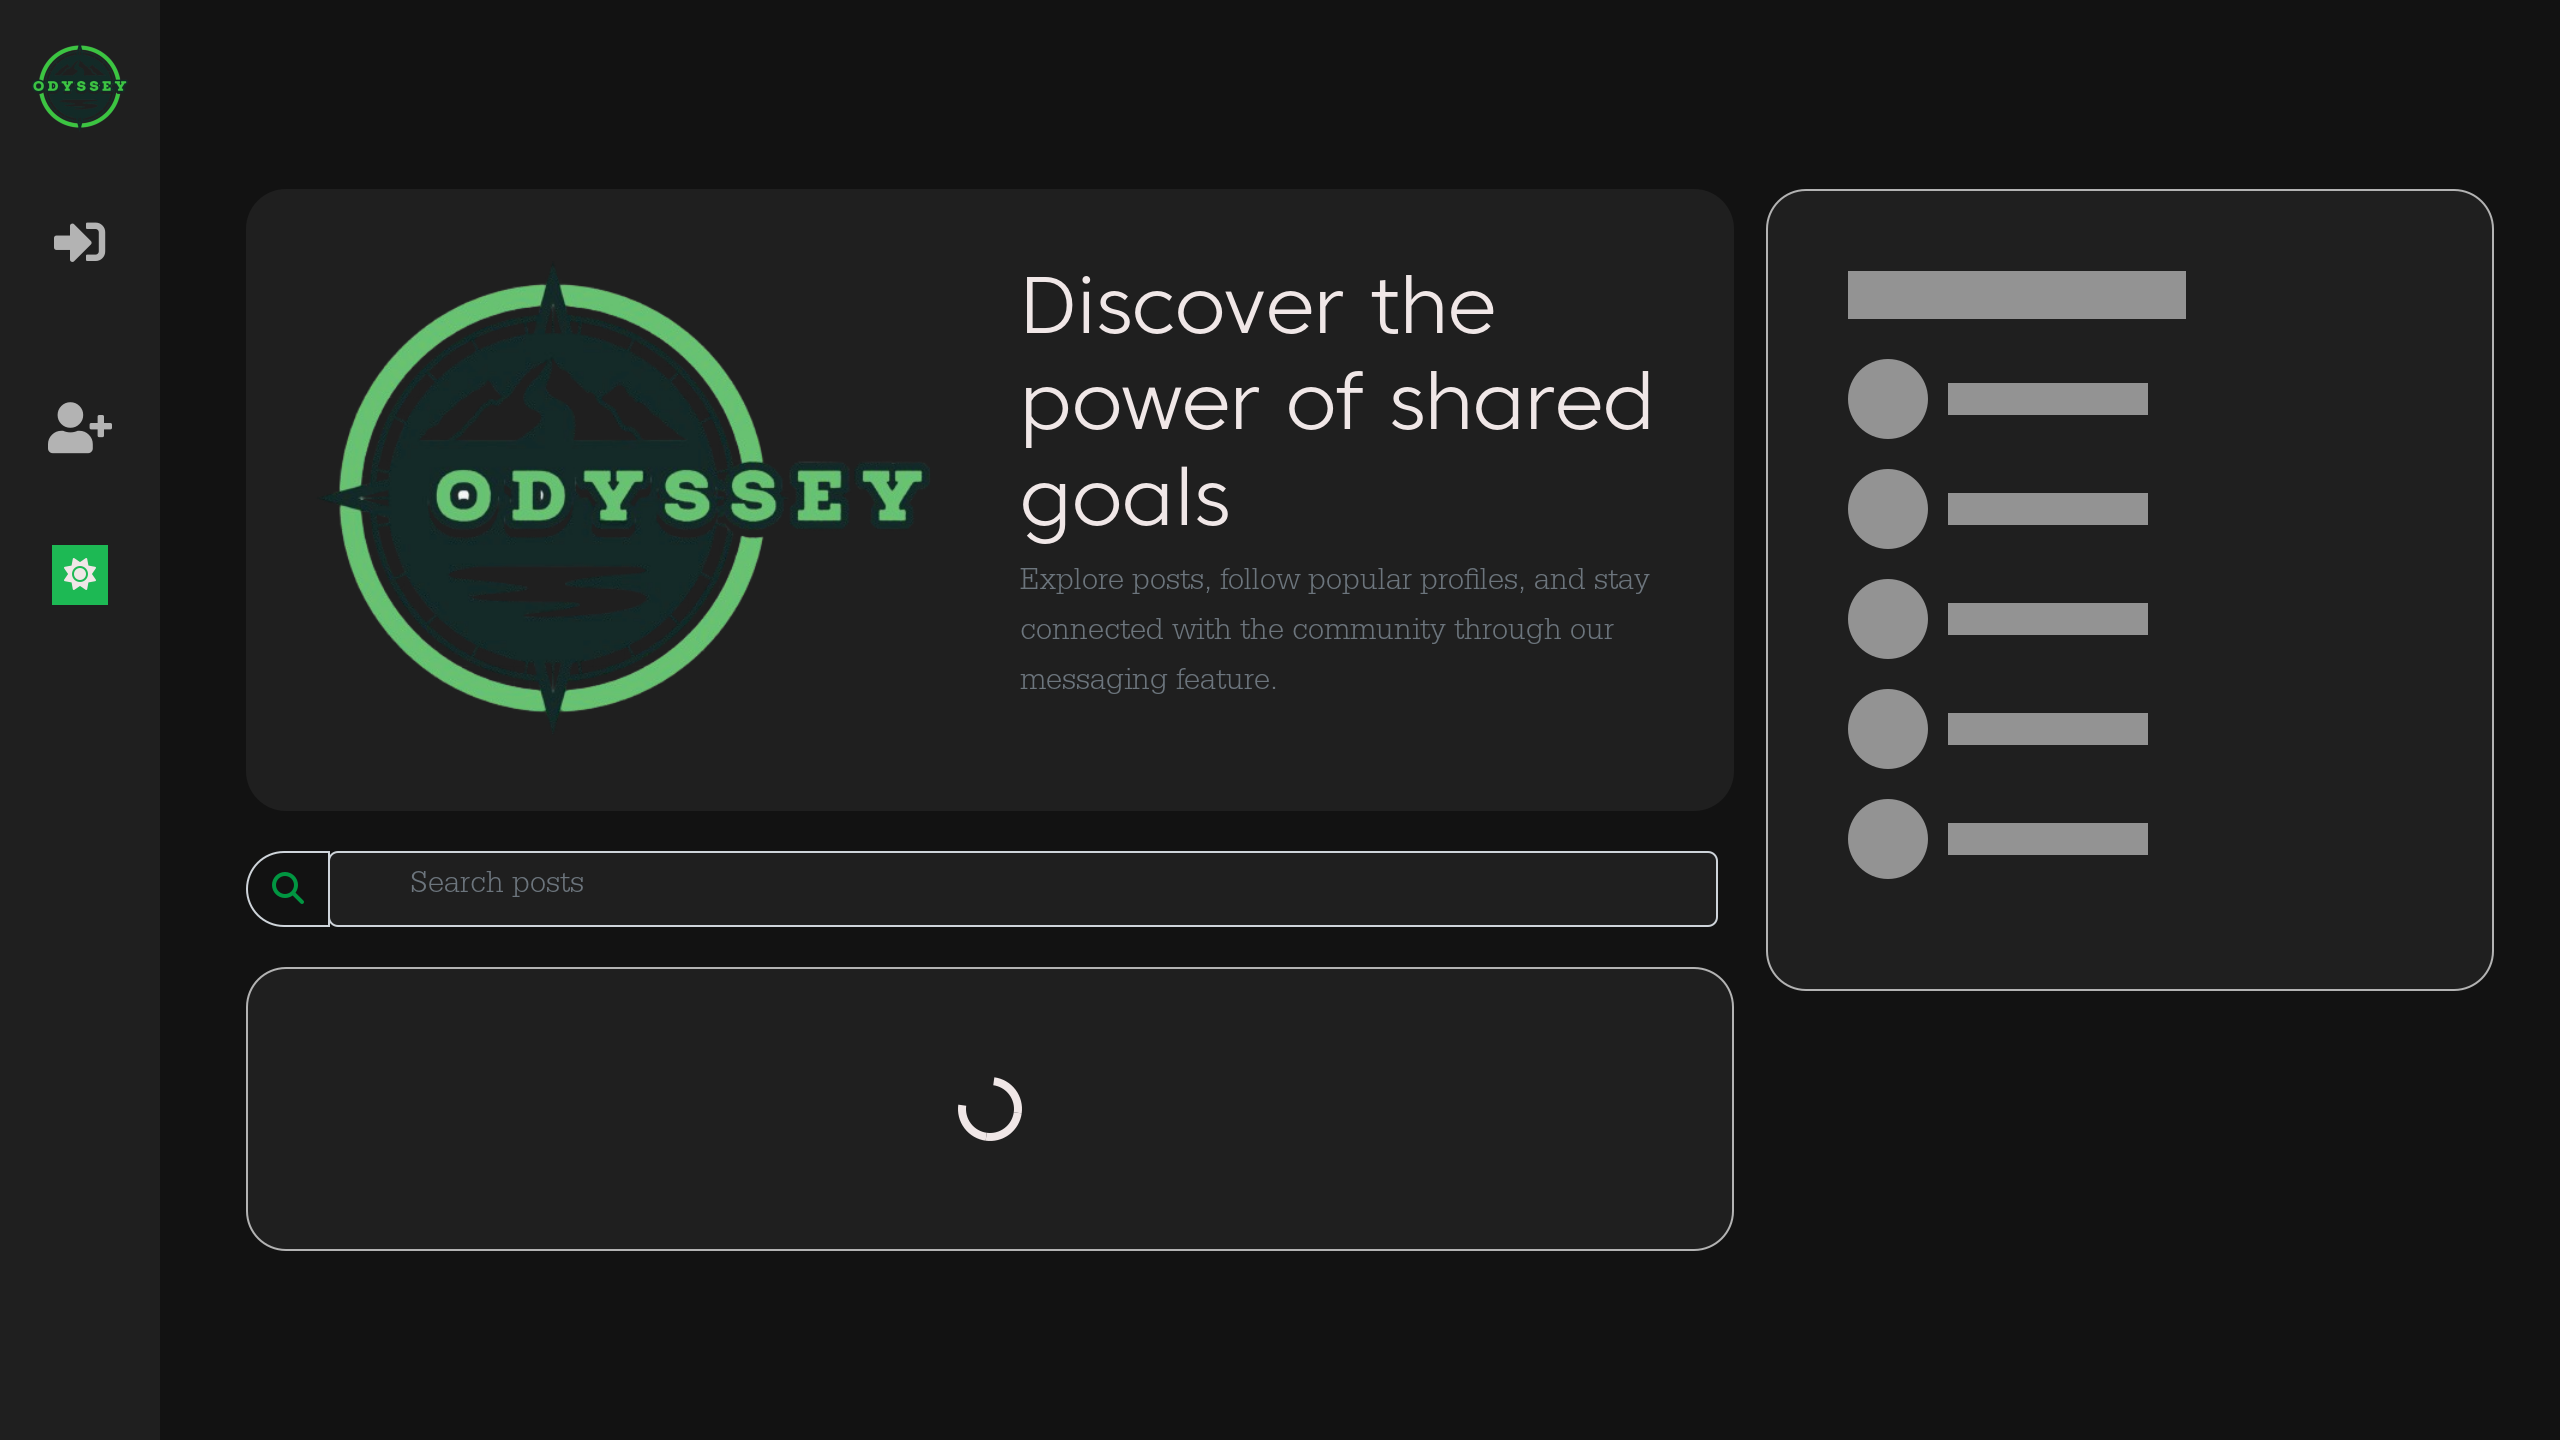 ODYSSEY
ODYSSEY
Discover the
power of shared
goals
Explore posts, follow popular profiles, and stay
connected with the community through our
messaging feature.
Search posts